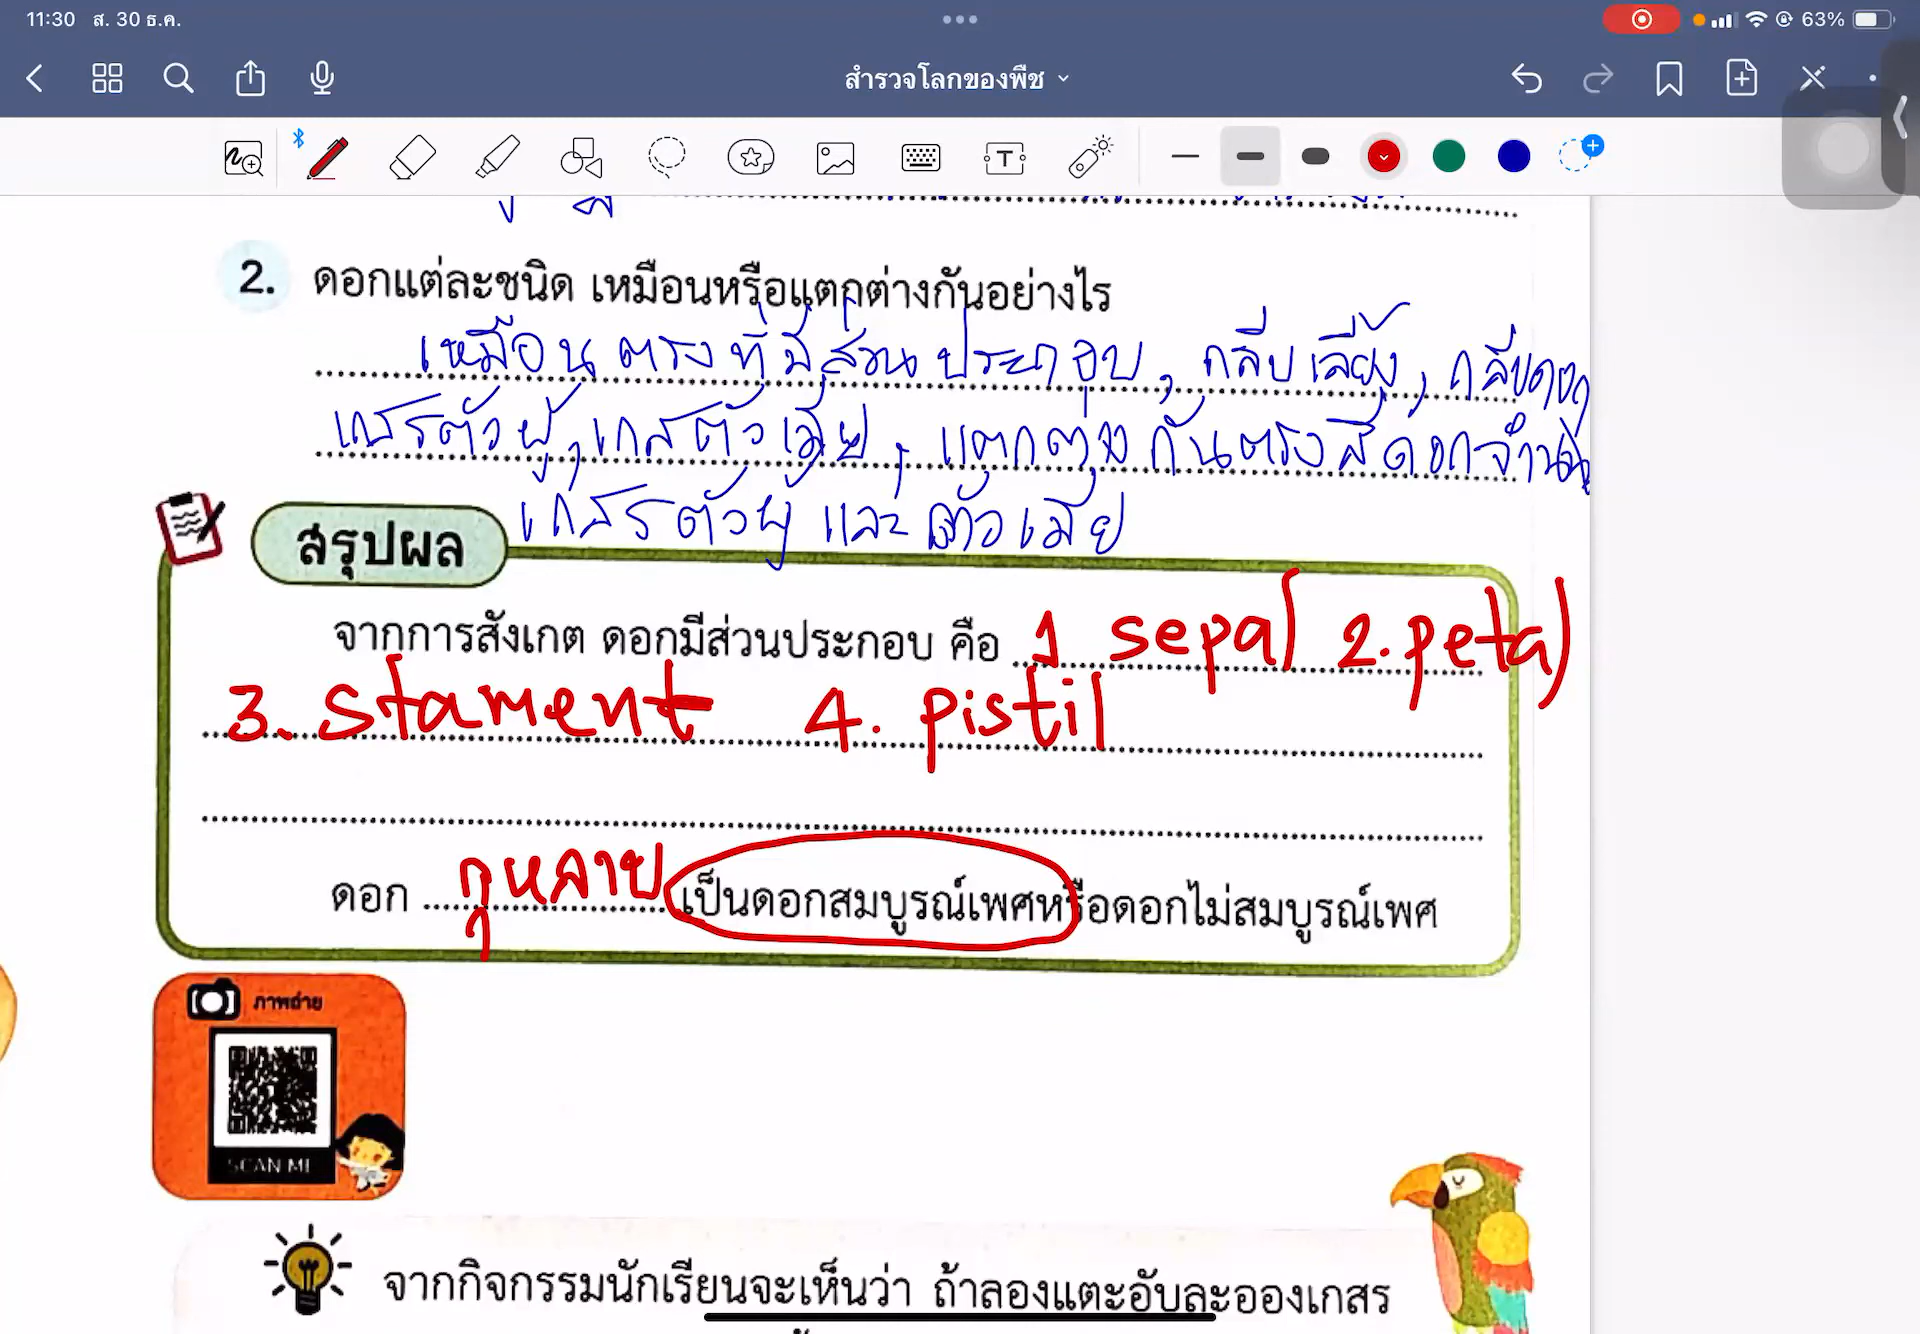 11:30 ส. 30 ธ.ค.
63%
สำรวจโลกของพืช
2. ดอกแต่ละชนิด เหมือนหรือแตกต่างกันอย่างไร
เหมือนตรงที่มีส่วนประกอบ, กลีบเลี้ยง, กลีบดอก
เกสรตัวผู้, เกสตัวเมีย, แตกต่างกันตรงสีดอกจำนวน
เกสรตัวผู้ และตัวเมีย
สรุปผล
จากการสังเกต ดอกมีส่วนประกอบ คือ 1 sepal 2. petal
3. stament 4. pistil
ดอก กุหลาย เป็นดอกสมบูรณ์เพศหรือดอกไม่สมบูรณ์เพศ
ภาพถ่าย
SCAN ME
จากกิจกรรมนักเรียนจะเห็นว่า ถ้าลองแตะอับละอองเกสร